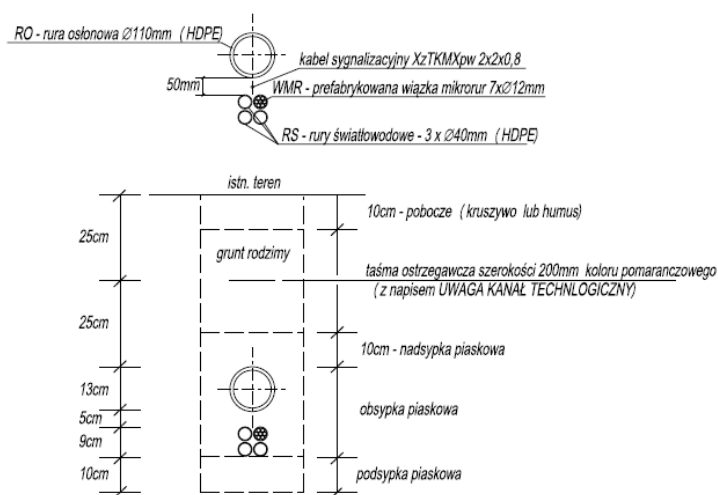 RO - rura osłonowa Ø110mm ( HDPE)
kabel sygnalizacyjny XzTKMXpw 2x2x0,8
50mm
WMR - prefabrykowana wiązka mikrorur 7xØ12mm
RS - rury światłowodowe - 3 x Ø40mm ( HDPE)
istn. teren
10cm - pobocze ( kruszywo lub humus)
25cm
grunt rodzimy
taśma ostrzegawcza szerokości 200mm koloru pomaranczowego
( z napisem UWAGA KANAŁ TECHNLOGICZNY)
25cm
10cm - nadsypka piaskowa
13cm
obsypka piaskowa
5cm
9cm
10cm
podsypka piaskowa